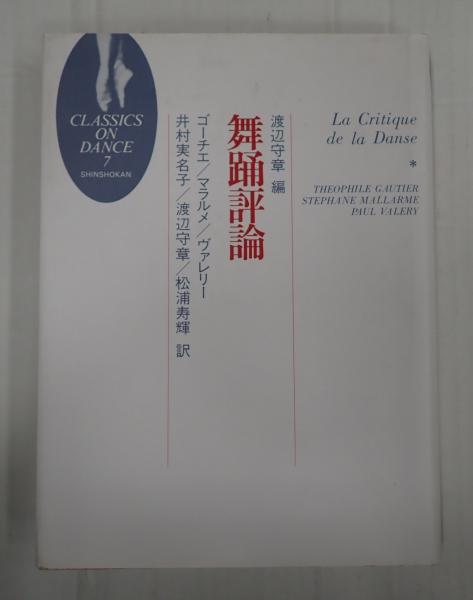 CLASSICS
ON
DANCE
7
SHINSHOKAN
La Critique
de la Danse
*
THEOPHILE GAUTIER
STEPHANE MALLARME
PAUL VALERY
渡辺守章 編
舞踊評論
ゴーチエ／マラルメ／ヴァレリー
井村実名子／渡辺守章／松浦寿輝 訳